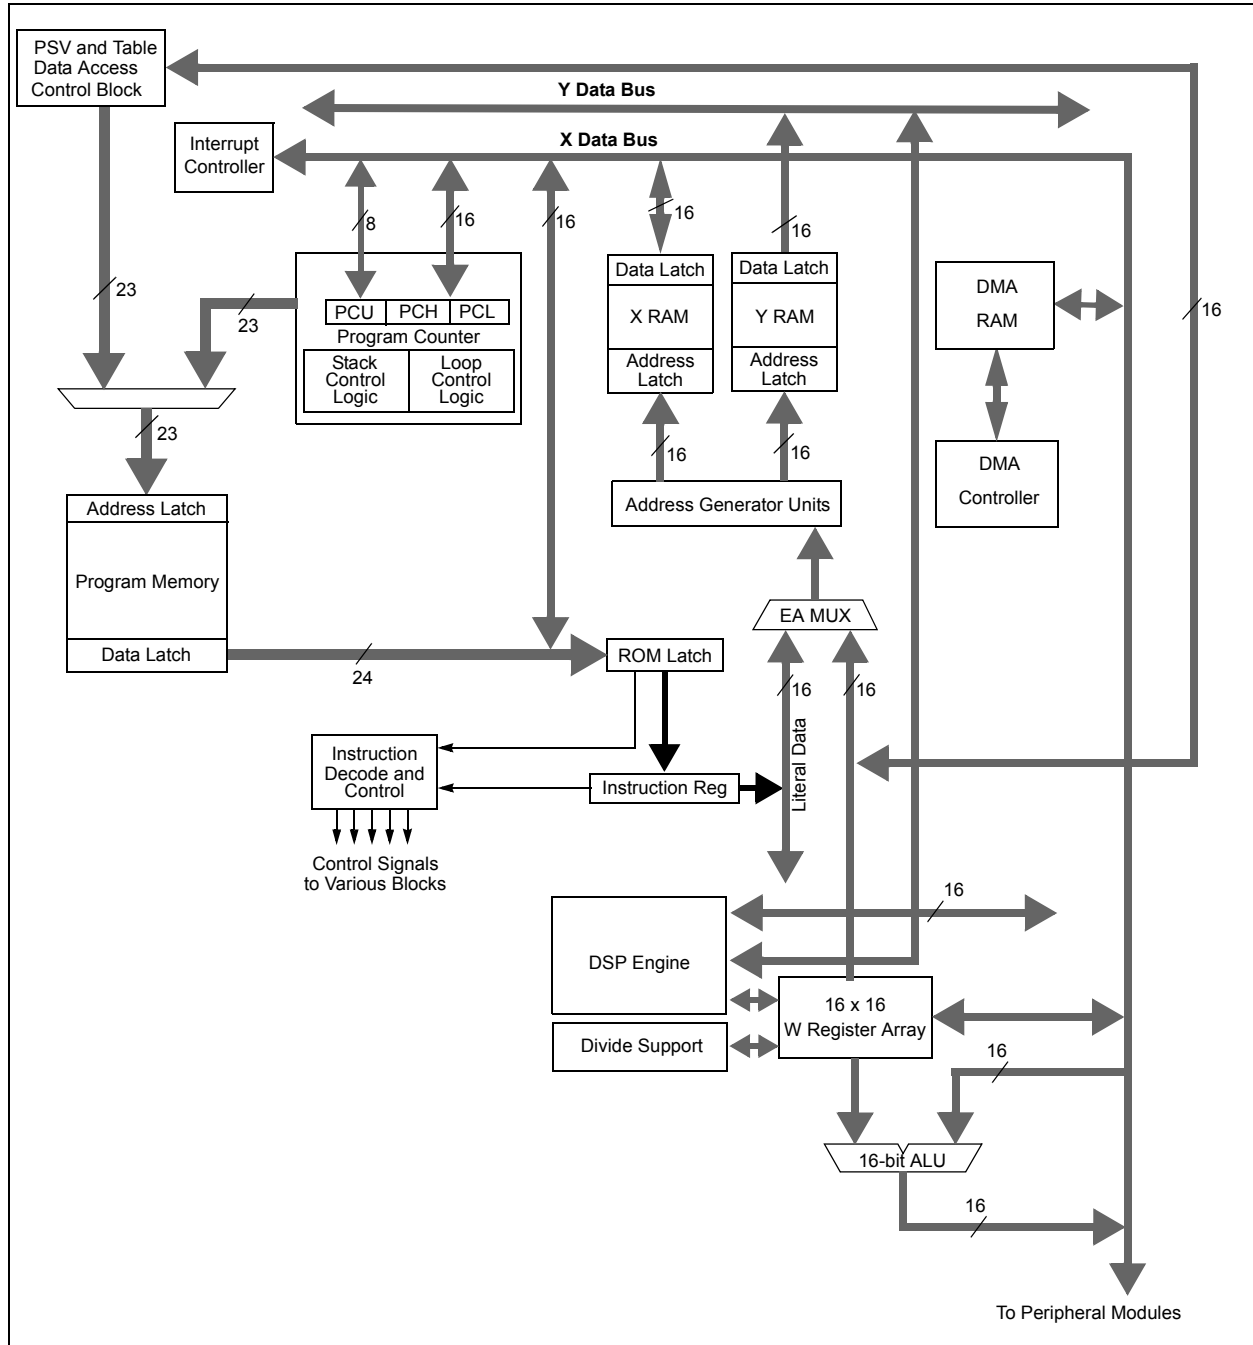 PSV and Table
Data Access
Control Block
Y Data Bus
Interrupt
Controller
X Data Bus
8
16
16
16
16
23
23
PCU
PCH
PCL
Program Counter
Stack
Control
Logic
Loop
Control
Logic
Data Latch
X RAM
Address
Latch
Data Latch
Y RAM
Address
Latch
DMA
RAM
16
23
16
16
DMA
Controller
Address Generator Units
Address Latch
Program Memory
Data Latch
24
EA MUX
ROM Latch
16
16
Literal Data
Instruction
Decode and
Control
Instruction Reg
Control Signals
to Various Blocks
16
DSP Engine
16 x 16
W Register Array
Divide Support
16
16-bit ALU
16
To Peripheral Modules